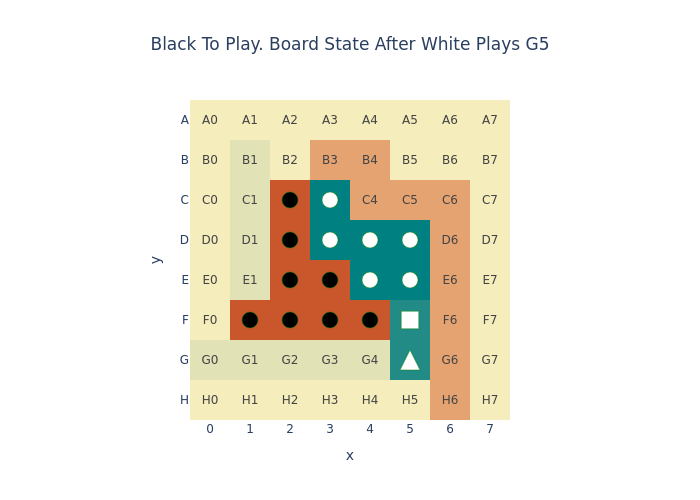 Black To Play. Board State After White Plays G5
A A0 A1 A2 A3 A4 A5 A6 A7
B B0 B1 B2 B3 B4 B5 B6 B7
C C0 C1 C4 C5 C6 C7
D D0 D1 D6 D7
E E0 E1 E6 E7
F F0 F6 F7
G G0 G1 G2 G3 G4 G6 G7
H H0 H1 H2 H3 H4 H5 H6 H7
0 1 2 3 4 5 6 7
x
y